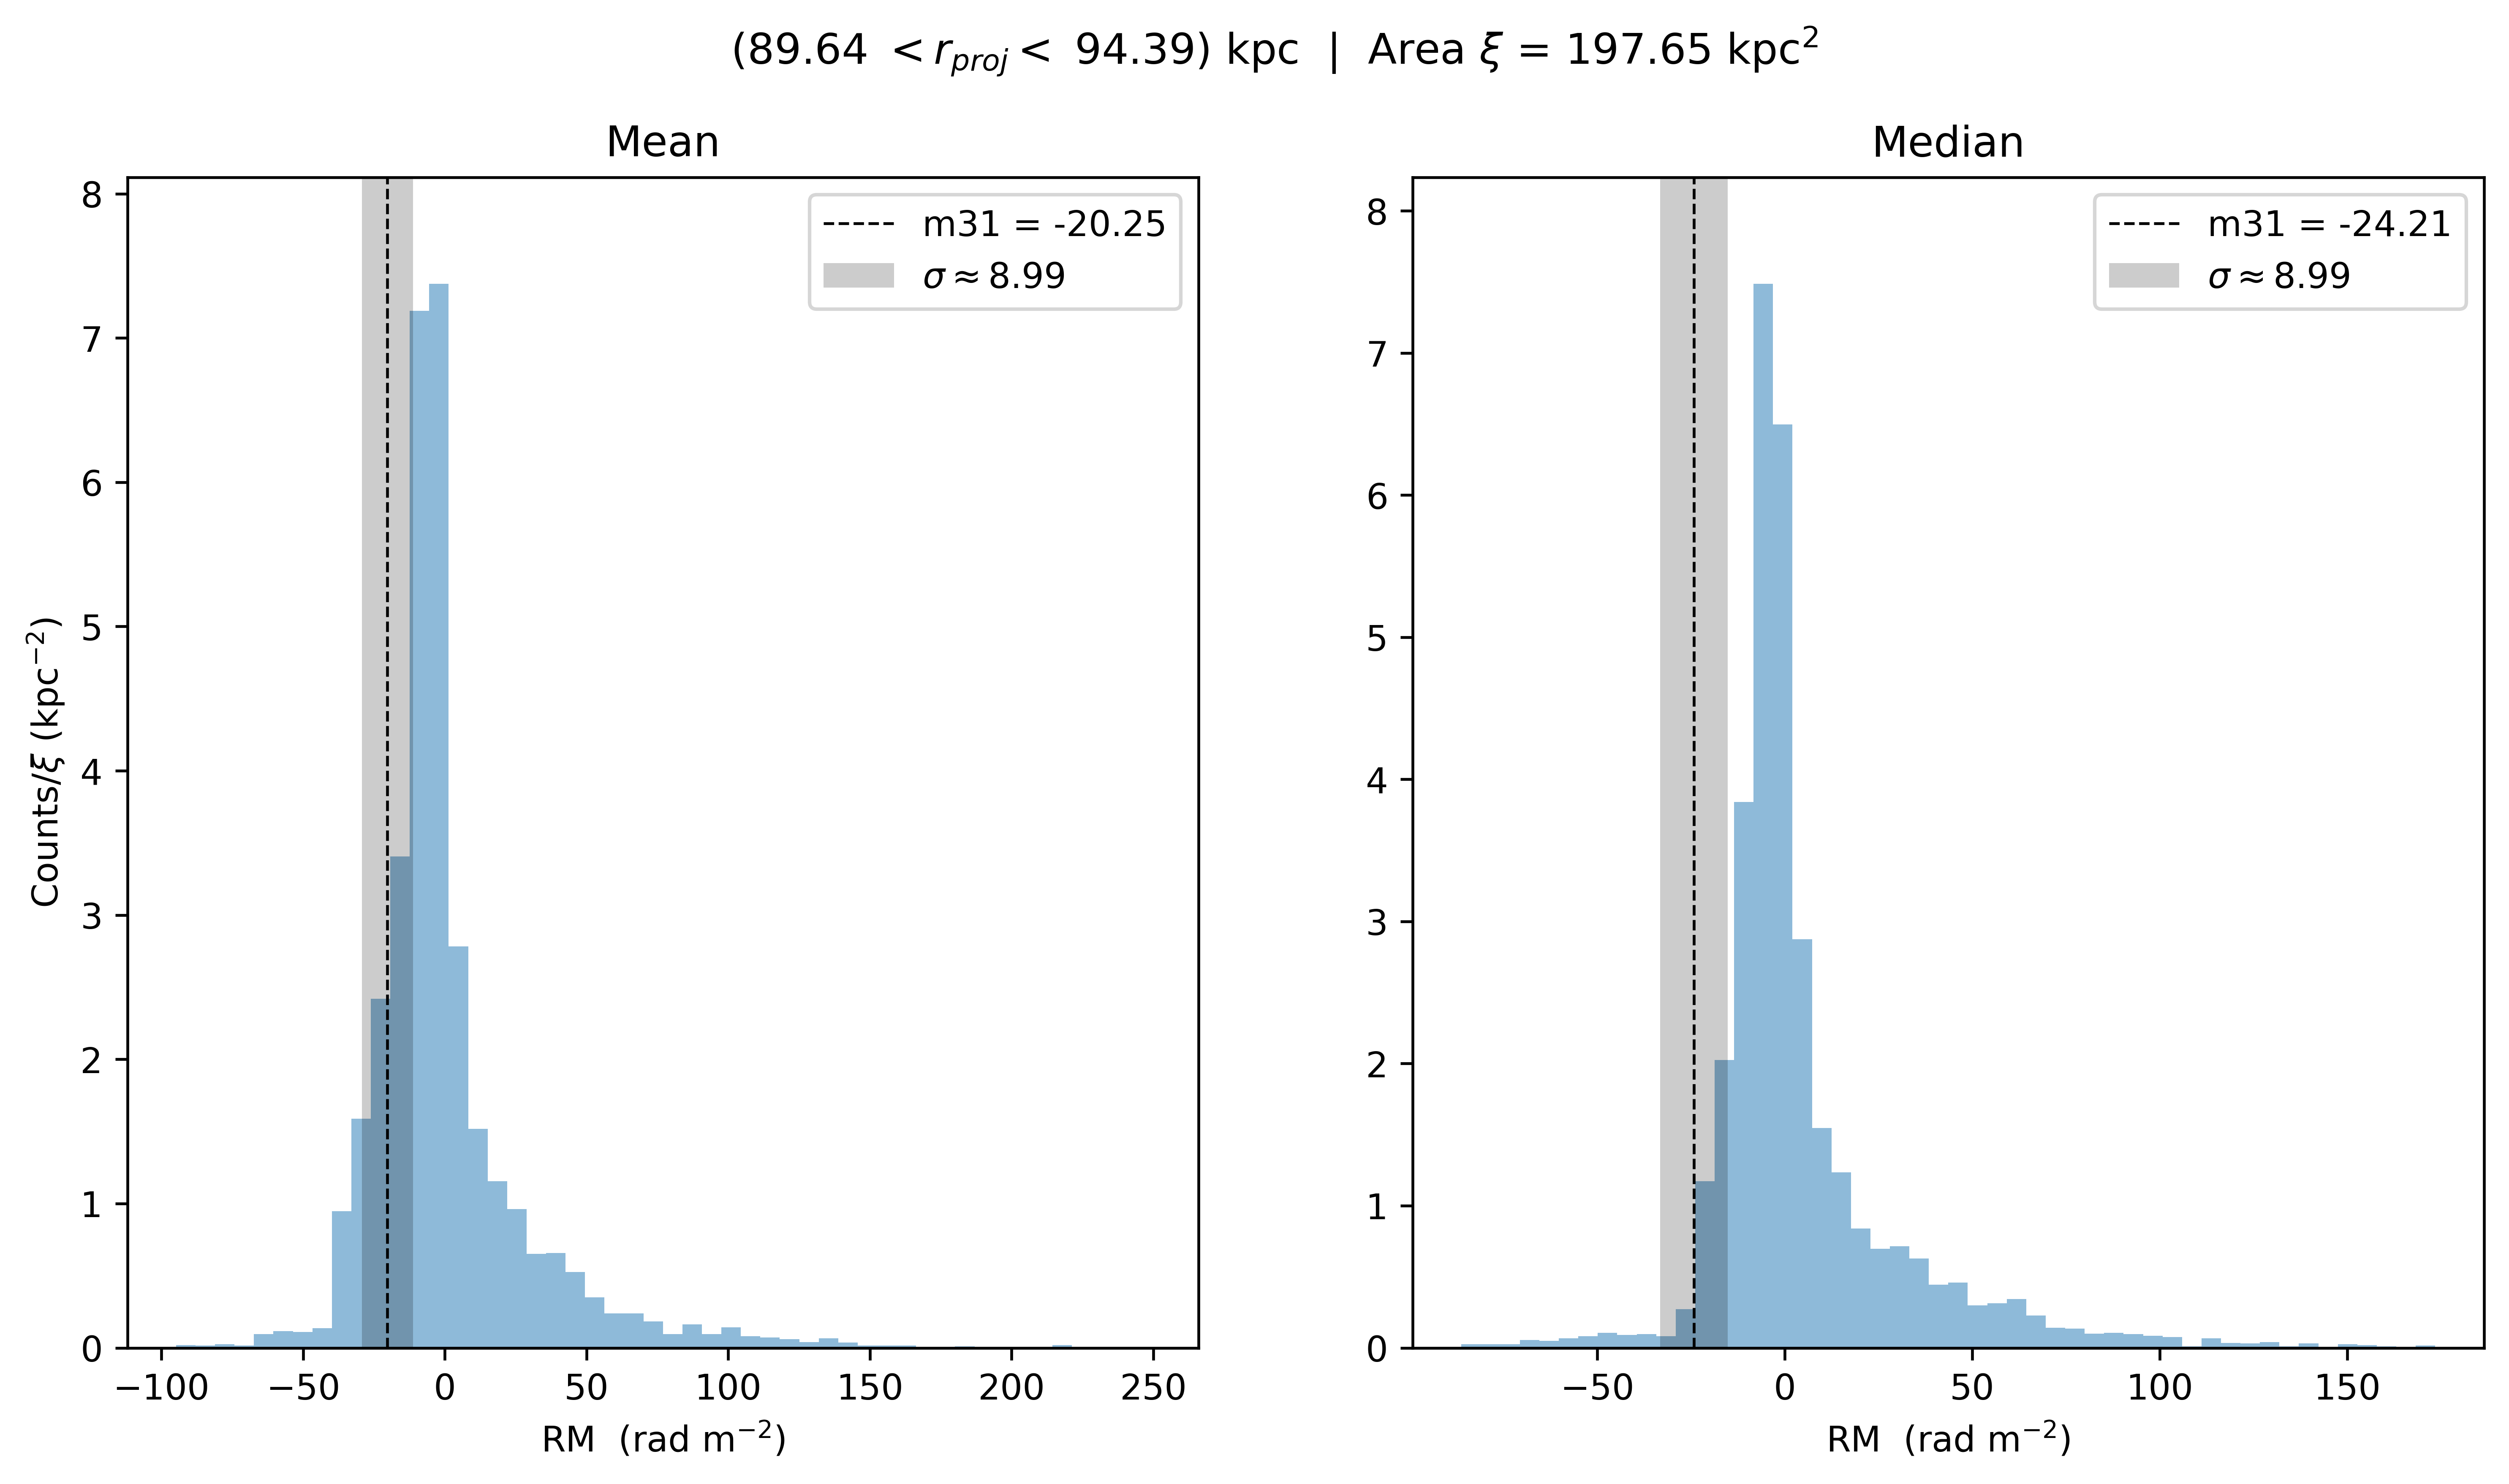 (89.64 < r_proj < 94.39) kpc | Area ξ = 197.65 kpc²
Mean
8
7
6
5
4
3
2
1
0
Counts/ξ (kpc⁻²)
m31 = -20.25
σ ≈ 8.99
−100 −50 0 50 100 150 200 250
RM (rad m⁻²)
Median
8
7
6
5
4
3
2
1
0
m31 = -24.21
σ ≈ 8.99
−50 0 50 100 150
RM (rad m⁻²)